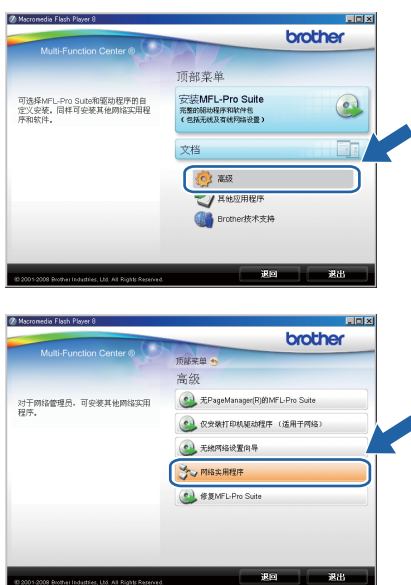 Macromedia Flash Player 8
brother
Multi-Function Center ®
顶部菜单
可选择MFL-Pro Suite和驱动程序的自
定义安装。同样可安装其他网络实用程
序和软件。
安装MFL-Pro Suite
完整的驱动程序和软件包
( 包括无线及有线网络设置 )
文档
高级
其他应用程序
Brother技术支持
© 2001-2008 Brother Industries, Ltd. All Rights Reserved.
退回
退出
Macromedia Flash Player 8
brother
Multi-Function Center ®
顶部菜单
高级
对于网络管理员。可安装其他网络实用
程序。
无PageManager(R)的MFL-Pro Suite
仅安装打印机驱动程序 （适用于网络）
无线网络设置向导
网络实用程序
修复MFL-Pro Suite
© 2001-2008 Brother Industries, Ltd. All Rights Reserved.
退回
退出